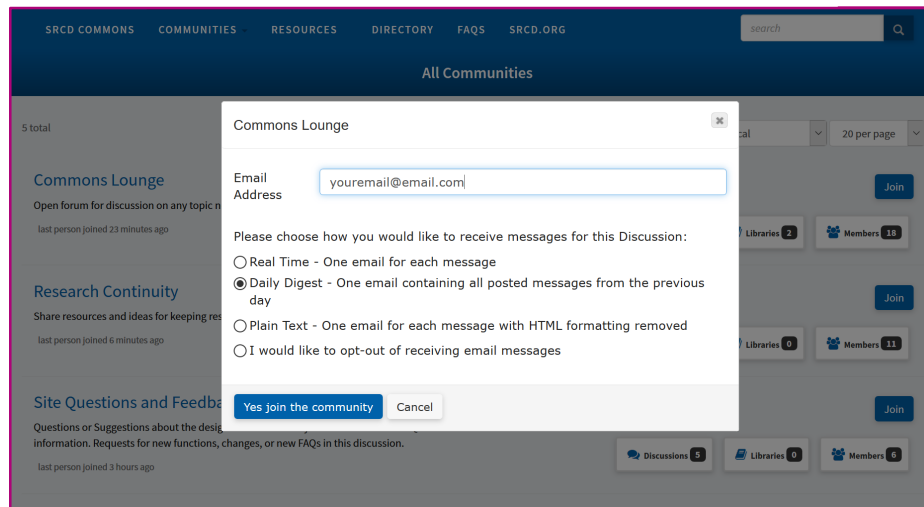 SRCD COMMONS COMMUNITIES RESOURCES DIRECTORY FAQS SRCD.ORG search
All Communities
5 total
cal 20 per page
Commons Lounge
Email
Address
youremail@email.com
Please choose how you would like to receive messages for this Discussion:
Real Time - One email for each message
Daily Digest - One email containing all posted messages from the previous
day
Plain Text - One email for each message with HTML formatting removed
I would like to opt-out of receiving email messages
Yes join the community Cancel
Commons Lounge
Join
Open forum for discussion on any topic n
last person joined 23 minutes ago
Libraries 2 Members 18
Research Continuity
Join
Share resources and ideas for keeping res
last person joined 6 minutes ago
Libraries 0 Members 11
Site Questions and Feedba
Join
Questions or Suggestions about the desig
information. Requests for new functions, changes, or new FAQs in this discussion.
last person joined 3 hours ago
Discussions 5 Libraries 0 Members 6